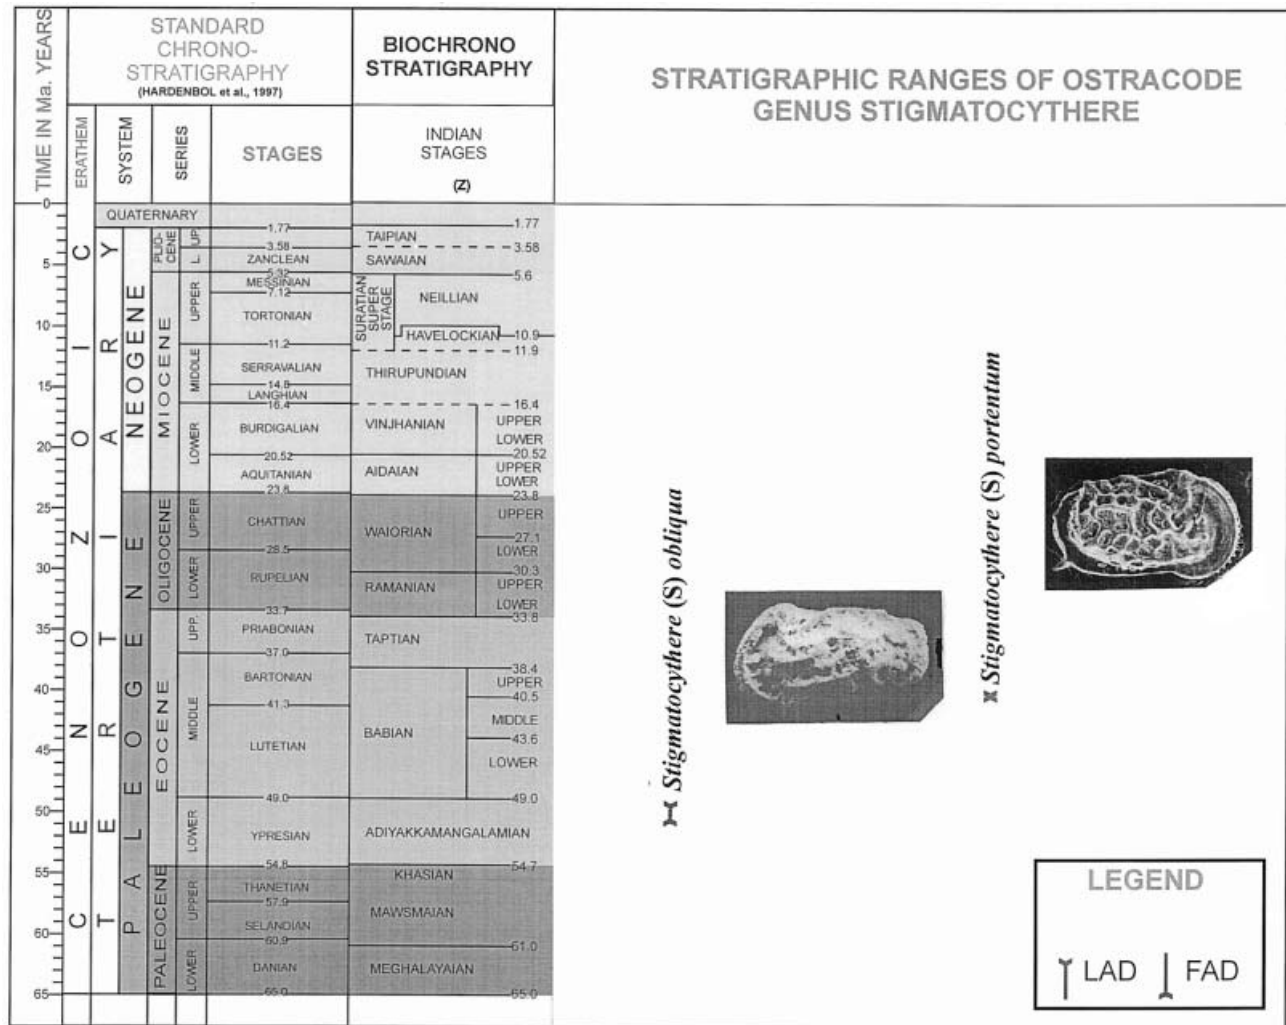 TIME IN Ma. YEARS
STANDARD
CHRONO-
STRATIGRAPHY
(HARDENBOL et al., 1997)
BIOCHRONO
STRATIGRAPHY
STRATIGRAPHIC RANGES OF OSTRACODE
GENUS STIGMATOCYTHERE
ERATHEM
SYSTEM
SERIES
STAGES
INDIAN
STAGES
(Z)
0
5
10
15
20
25
30
35
40
45
50
55
60
65
CENOZOIC
TERTIARY
QUATERNARY
NEOGENE
PALEOGENE
PLIO-
CENE
MIOCENE
OLIGOCENE
EOCENE
PALEOCENE
UP.
L.
UPPER
MIDDLE
LOWER
UPPER
LOWER
UPP.
MIDDLE
LOWER
UPPER
LOWER
1.77
3.58
ZANCLEAN
5.32
MESSINIAN
7.12
TORTONIAN
11.2
SERRAVALIAN
14.8
LANGHIAN
16.4
BURDIGALIAN
20.52
AQUITANIAN
23.8
CHATTIAN
28.5
RUPELIAN
33.7
PRIABONIAN
37.0
BARTONIAN
41.3
LUTETIAN
49.0
YPRESIAN
54.8
THANETIAN
57.9
SELANDIAN
60.9
DANIAN
65.0
1.77
TAIPIAN
3.58
SAWAIAN
5.6
SURATIAN
SUPER
STAGE
NEILLIAN
HAVELOCKIAN
10.9
11.9
THIRUPUNDIAN
16.4
VINJHANIAN
UPPER
LOWER
20.52
AIDAIAN
UPPER
LOWER
23.8
WAIORIAN
UPPER
27.1
LOWER
30.3
RAMANIAN
UPPER
LOWER
33.8
TAPTIAN
38.4
BABIAN
UPPER
40.5
MIDDLE
43.6
LOWER
49.0
ADIYAKKAMANGALAMIAN
54.7
KHASIAN
MAWSMAIAN
61.0
MEGHALAYAIAN
65.0
Stigmatocythere (S) obliqua
Stigmatocythere (S) portentum
LEGEND
LAD
FAD